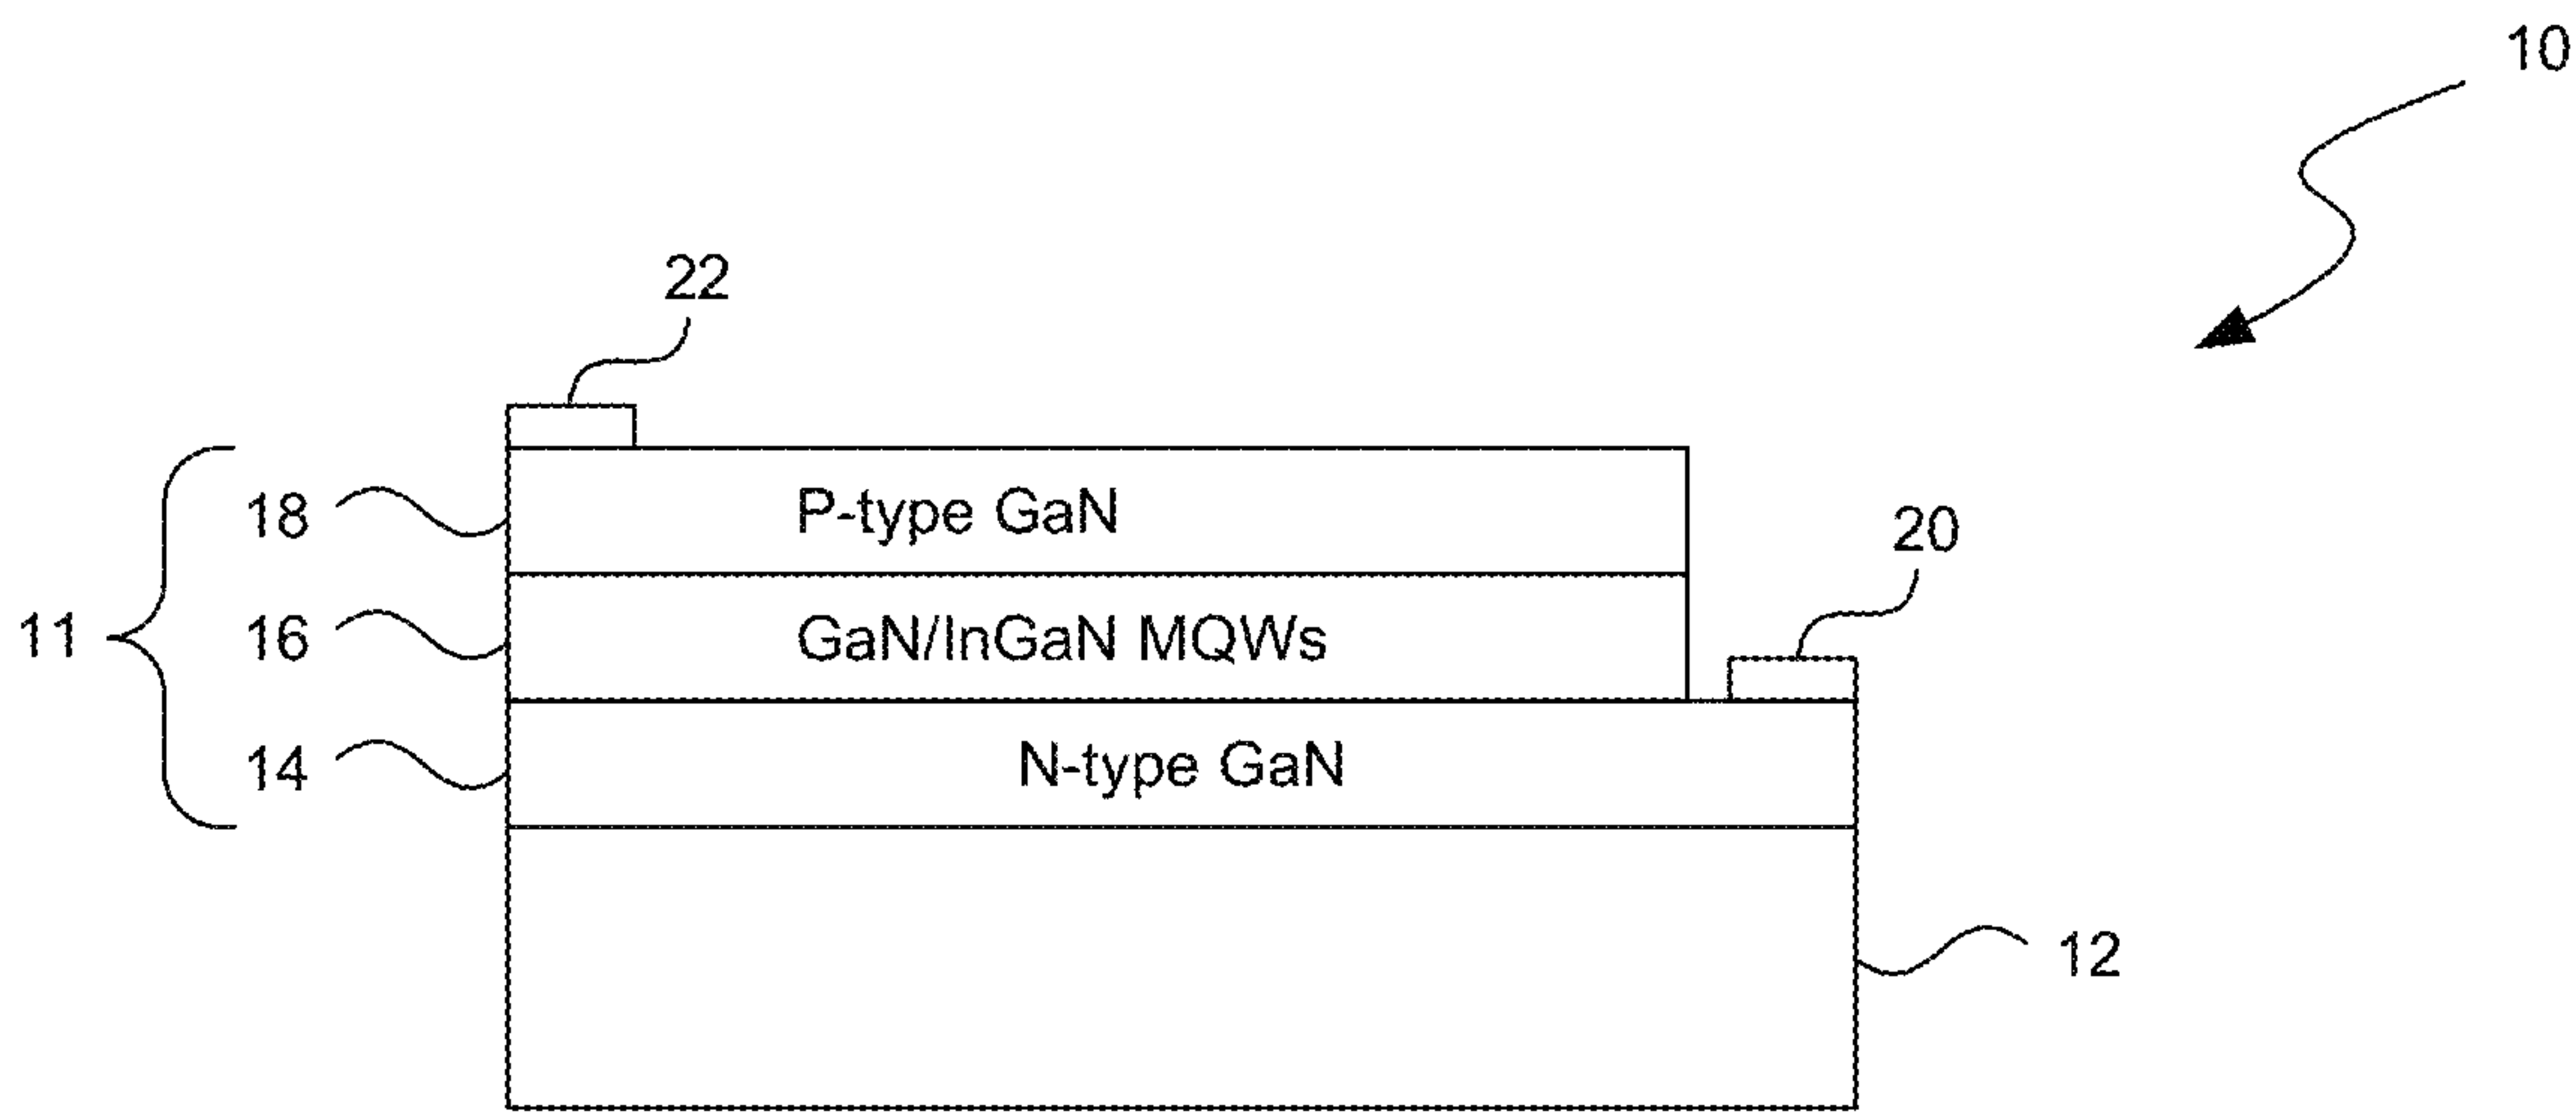 10
22
18 P-type GaN
20
11 16 GaN/InGaN MQWs
14 N-type GaN
12